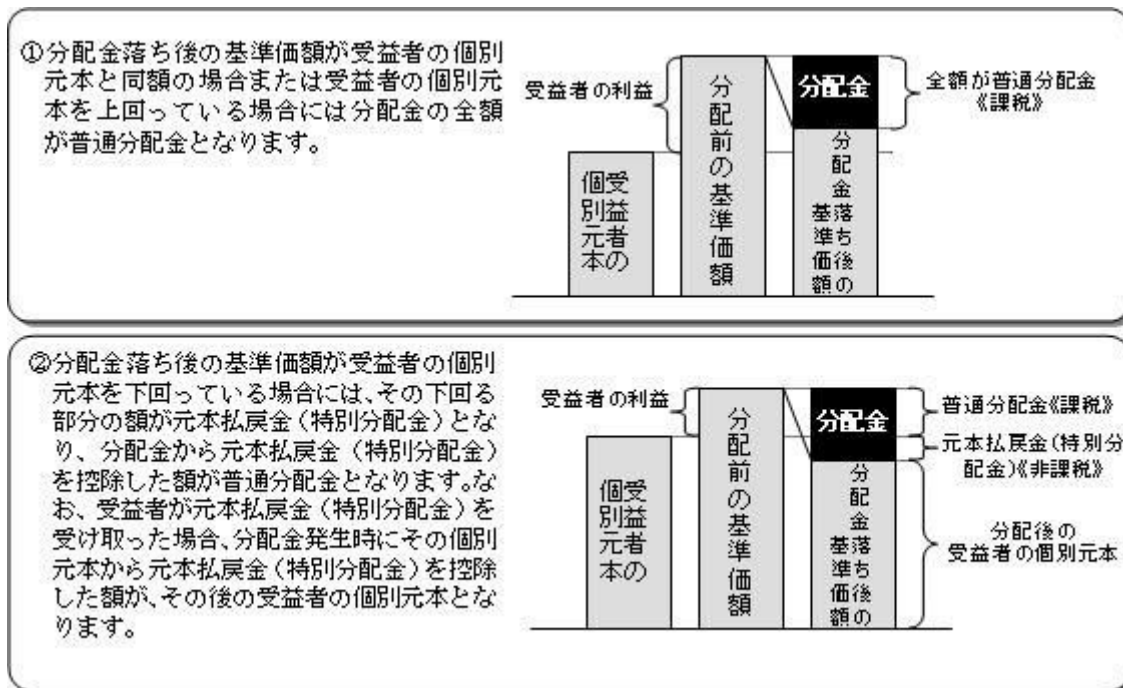 ①分配金落ち後の基準価額が受益者の個別
元本と同額の場合または受益者の個別元
本を上回っている場合には分配金の全額
が普通分配金となります。
受益者の利益
受益者の
個別元本
分配前の基準価額
分配金
分配金落ち後の
基準価額
全額が普通分配金
《課税》
②分配金落ち後の基準価額が受益者の個別
元本を下回っている場合には、その下回る
部分の額が元本払戻金（特別分配金）とな
り、分配金から元本払戻金（特別分配金）
を控除した額が普通分配金となります。な
お、受益者が元本払戻金（特別分配金）を
受け取った場合、分配金発生時にその個別
元本から元本払戻金（特別分配金）を控除
した額が、その後の受益者の個別元本とな
ります。
受益者の利益
受益者の
個別元本
分配前の基準価額
分配金
分配金落ち後の
基準価額
普通分配金《課税》
元本払戻金（特別分
配金）《非課税》
分配後の
受益者の個別元本